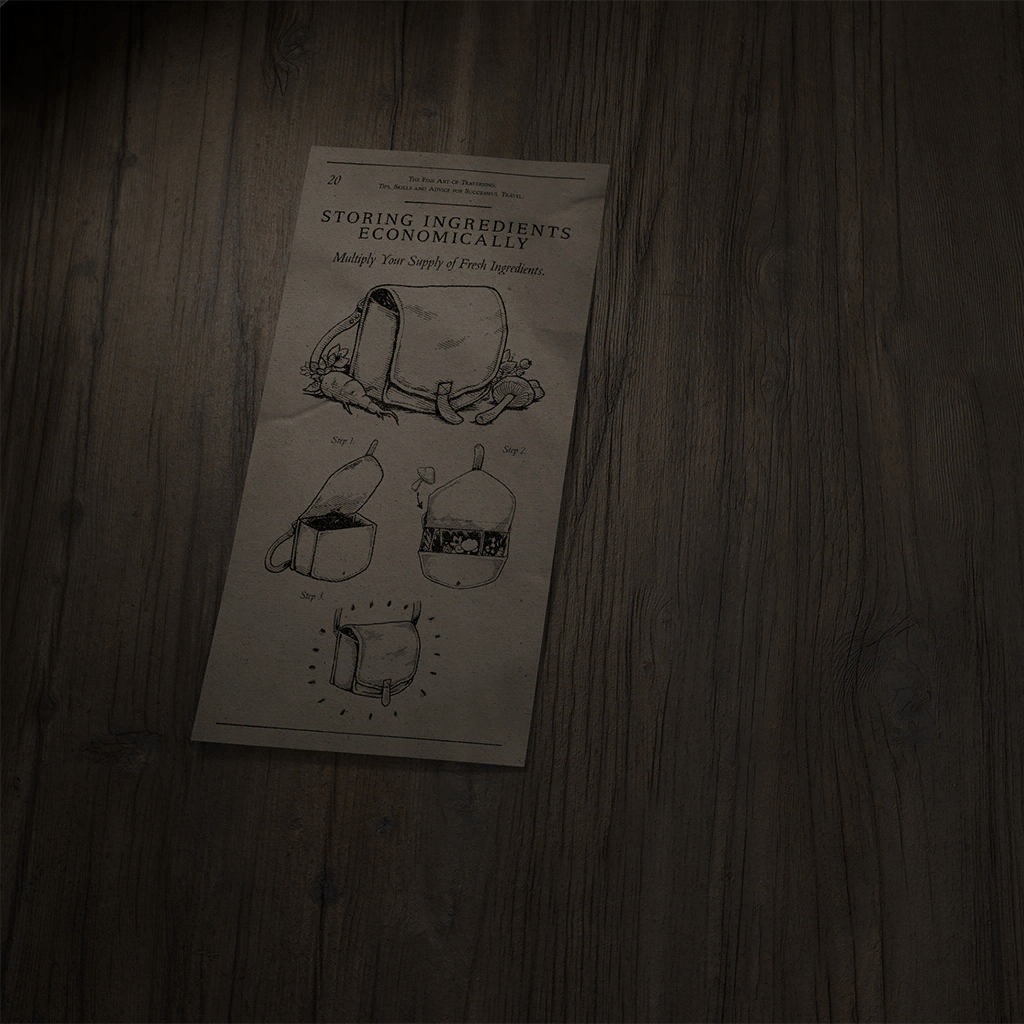 20
The Fine Art of Traversing.
Tips, Skills and Advice for Successful Travel.
STORING INGREDIENTS
ECONOMICALLY
Multiply Your Supply of Fresh Ingredients.
Step 1.
Step 2.
Step 3.